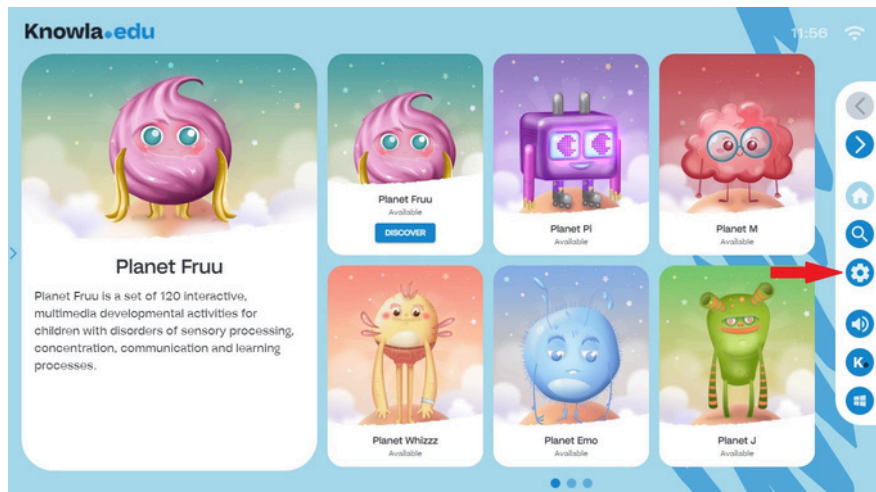 Knowla.edu
11:56
Planet Fruu
Planet Fruu is a set of 120 interactive,
multimedia developmental activities for
children with disorders of sensory processing,
concentration, communication and learning
processes.
Planet Fruu
Available
DISCOVER
Planet Pi
Available
Planet M
Available
Planet Whizzz
Available
Planet Emo
Available
Planet J
Available
K.